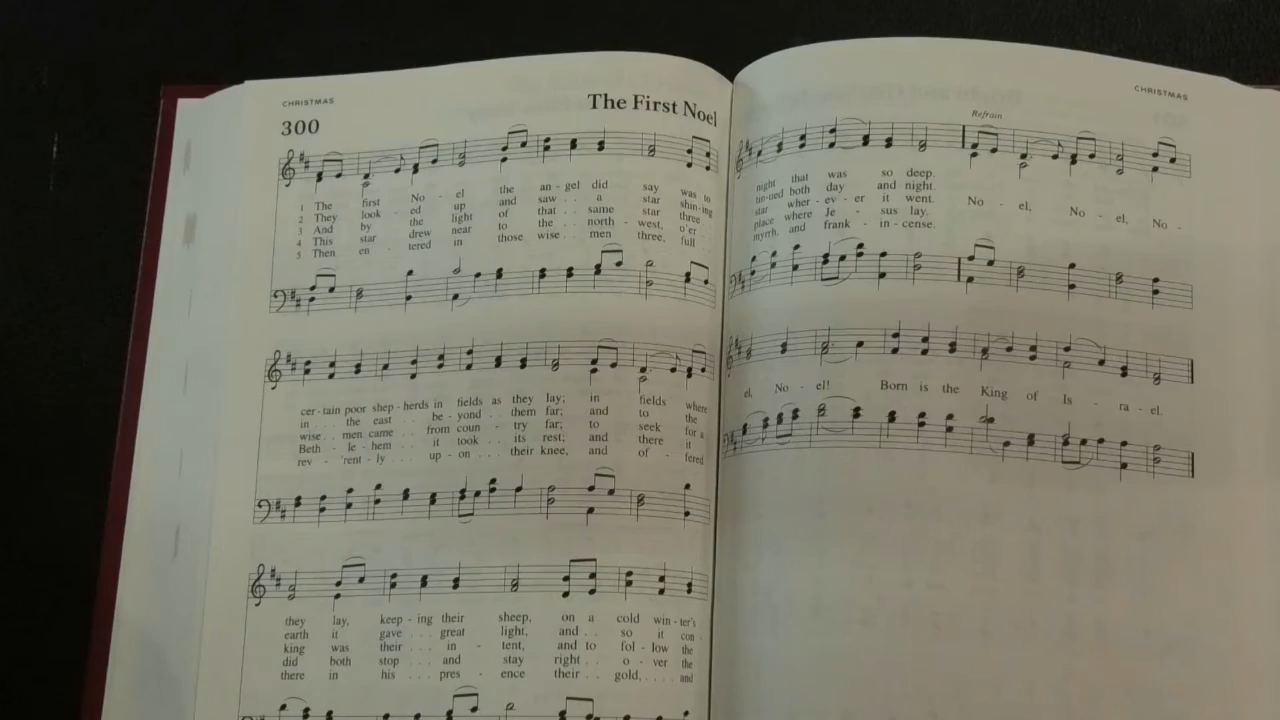 CHRISTMAS
300
The First Noel
1 The first No - el the an - gel did say was to
2 They look - ed up and saw . . a star shin - ing
3 And by the light of that . . same star three
4 This star drew near to the north - west, o'er . .
5 Then en - tered in those wise . . men three, full . .
cer - tain poor shep - herds in fields as they lay; in fields where
in . . . the east . . be - yond . . them far; and to the
wise . . men came . . from coun - try far; to seek for a
Beth - le - hem . . it took . . its rest; and there it
rev - 'rent - ly . . . up - on . . . their knee, and of - fered
they lay, keep - ing their sheep, on a cold win - ter's
earth it gave . . . great light, and . . so it con -
king was their . . . in - tent, and to fol - low the
did both stop . . . and stay right . . o - ver the
there in his . . . pres - ence their . . gold, . . . . and
CHRISTMAS
Refrain
night that was so deep.
tin - ued both day and night.
star wher - ev - er it went.
place where Je - sus lay.
myrrh, and frank - in - cense.
No - el, No - el, No -
el, No - el! Born is the King of Is - ra - el.